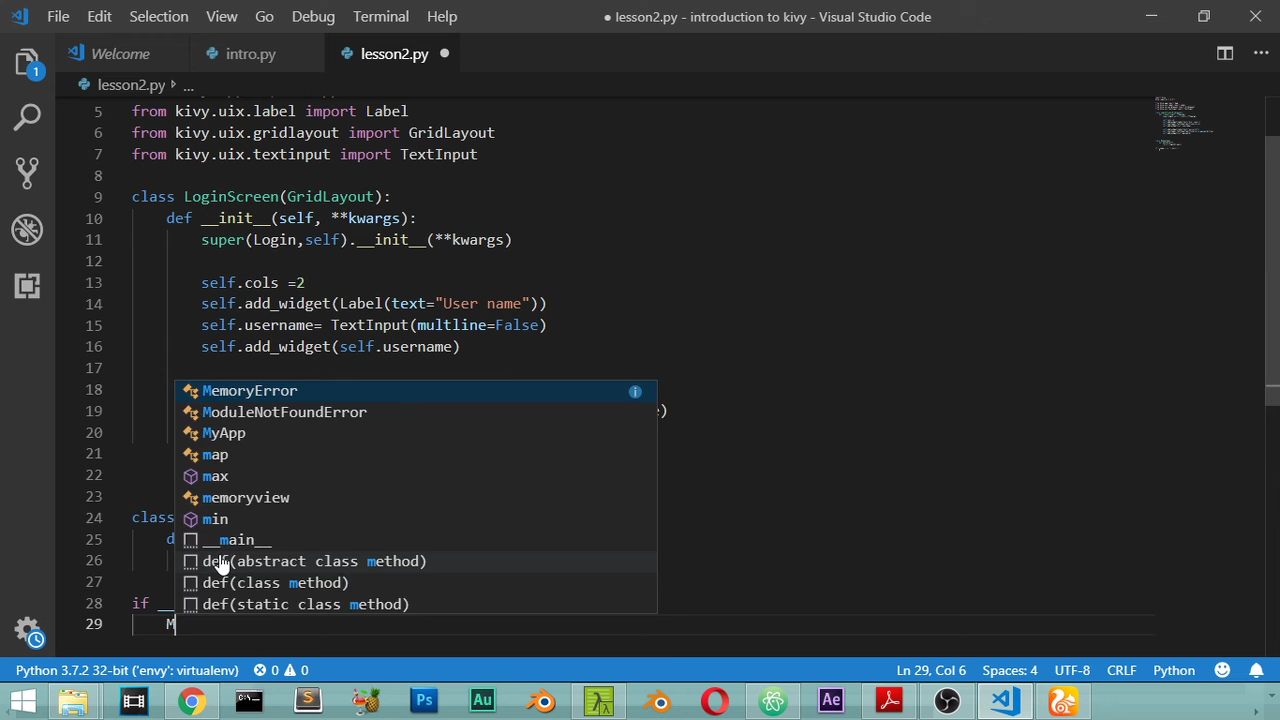 File Edit Selection View Go Debug Terminal Help ● lesson2.py - introduction to kivy - Visual Studio Code
Welcome intro.py lesson2.py
lesson2.py ...
1
5 from kivy.uix.label import Label
6 from kivy.uix.gridlayout import GridLayout
7 from kivy.uix.textinput import TextInput
8
9 class LoginScreen(GridLayout):
10 def __init__(self, **kwargs):
11 super(Login,self).__init__(**kwargs)
12
13 self.cols =2
14 self.add_widget(Label(text="User name"))
15 self.username= TextInput(multline=False)
16 self.add_widget(self.username)
17
18 MemoryError
19 ModuleNotFoundError )
20 MyApp
21 map
22 max
23 memoryview
24 class min
25 d __main__
26 def(abstract class method)
27 def(class method)
28 if __ def(static class method)
29 M
Python 3.7.2 32-bit ('envy': virtualenv) 0 0 Ln 29, Col 6 Spaces: 4 UTF-8 CRLF Python
Ps Au Ae